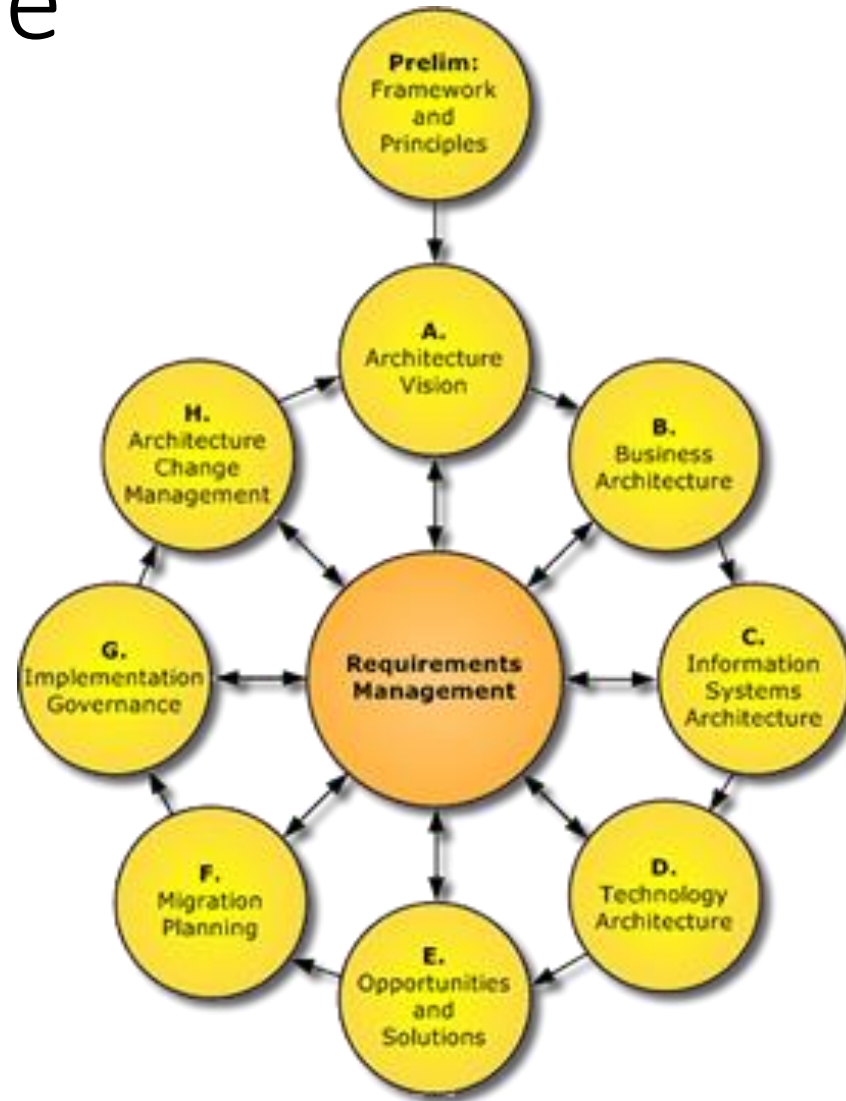 e
Prelim:
Framework
and
Principles
A.
Architecture
Vision
B.
Business
Architecture
C.
Information
Systems
Architecture
D.
Technology
Architecture
E.
Opportunities
and
Solutions
F.
Migration
Planning
G.
Implementation
Governance
H.
Architecture
Change
Management
Requirements
Management